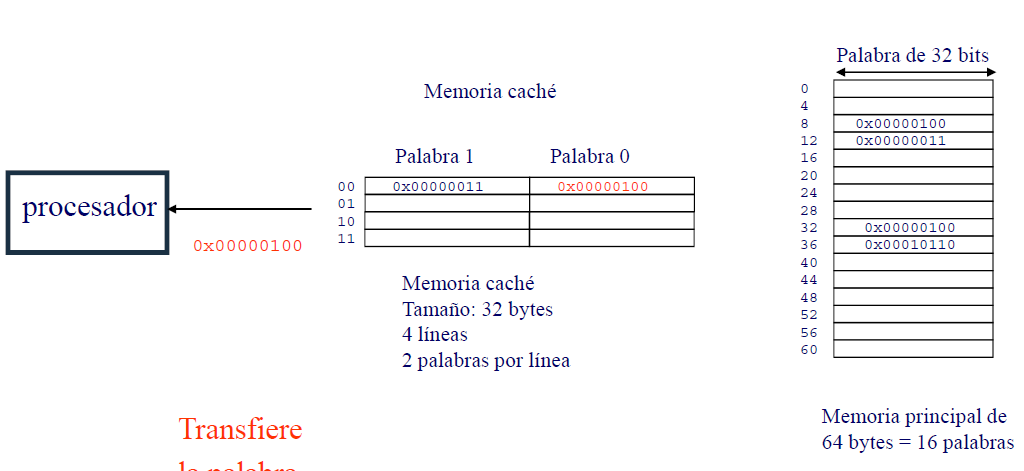 Palabra de 32 bits
Memoria caché
Palabra 1 Palabra 0
procesador
0x00000100
00 0x00000011 0x00000100
01
10
11
Memoria caché
Tamaño: 32 bytes
4 líneas
2 palabras por línea
0
4
8 0x00000100
12 0x00000011
16
20
24
28
32 0x00000100
36 0x00010110
40
44
48
52
56
60
Memoria principal de
64 bytes = 16 palabras
Transfiere
la palabra